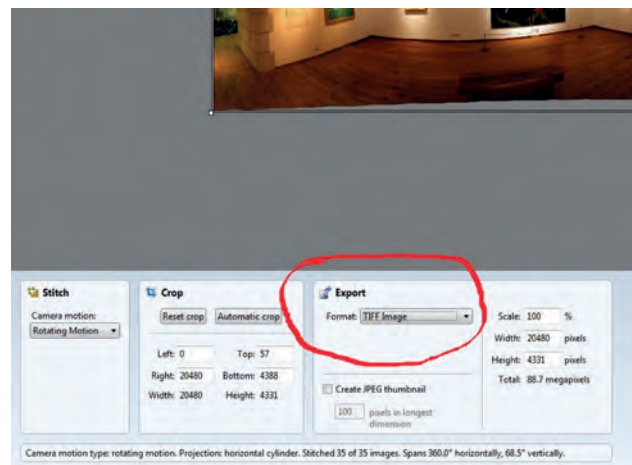 Stitch
Camera motion:
Rotating Motion
Crop
Reset crop Automatic crop
Left: 0 Top: 57
Right: 20480 Bottom: 4388
Width: 20480 Height: 4331
Export
Format: TIFF Image
Create JPEG thumbnail
100 pixels in longest
dimension
Scale: 100 %
Width: 20480 pixels
Height: 4331 pixels
Total: 88.7 megapixels
Camera motion type: rotating motion. Projection: horizontal cylinder. Stitched 35 of 35 images. Spans 360.0° horizontally, 68.5° vertically.